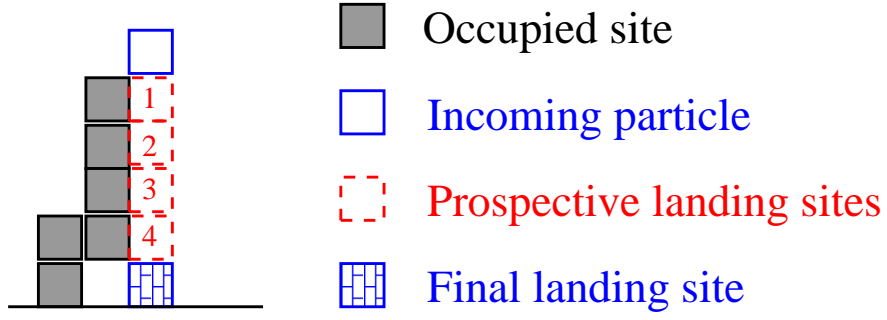 Occupied site
1
Incoming particle
2
3
Prospective landing sites
4
Final landing site